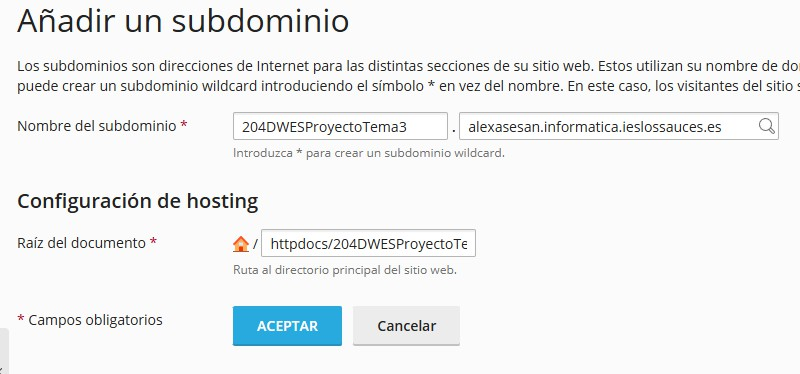 Añadir un subdominio
Los subdominios son direcciones de Internet para las distintas secciones de su sitio web. Estos utilizan su nombre de do
puede crear un subdominio wildcard introduciendo el símbolo * en vez del nombre. En este caso, los visitantes del sitio s
Nombre del subdominio * 204DWESProyectoTema3 . alexasesan.informatica.ieslossauces.es
Introduzca * para crear un subdominio wildcard.
Configuración de hosting
Raíz del documento * / httpdocs/204DWESProyectoTe
Ruta al directorio principal del sitio web.
* Campos obligatorios ACEPTAR Cancelar